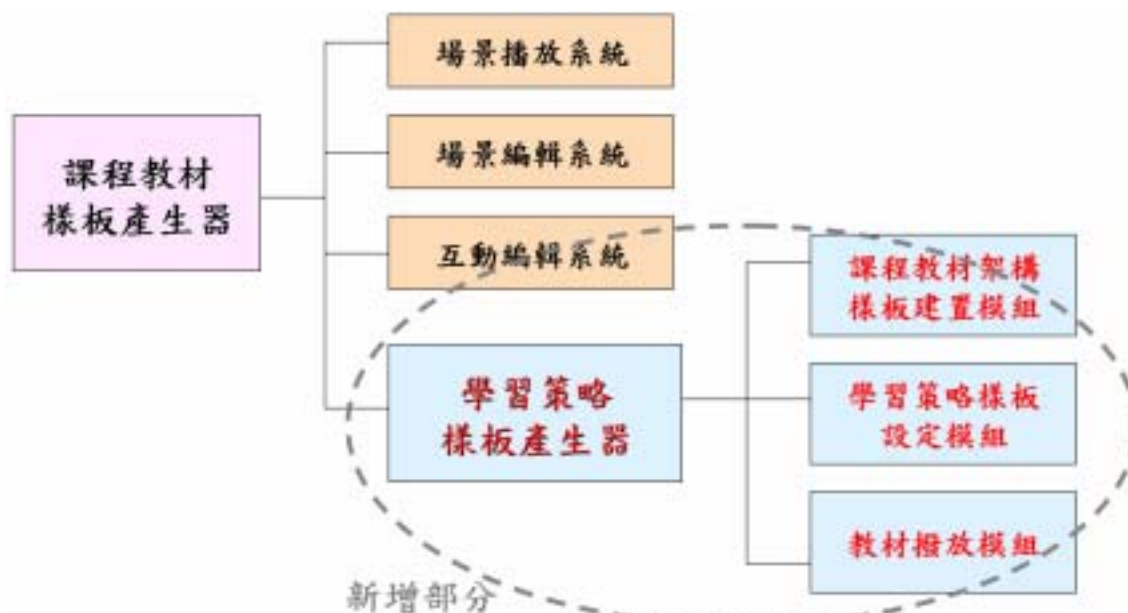 場景播放系統
場景編輯系統
課程教材
樣板產生器
互動編輯系統
課程教材架構
樣板建置模組
學習策略
樣板產生器
學習策略樣板
設定模組
教材撥放模組
新增部分